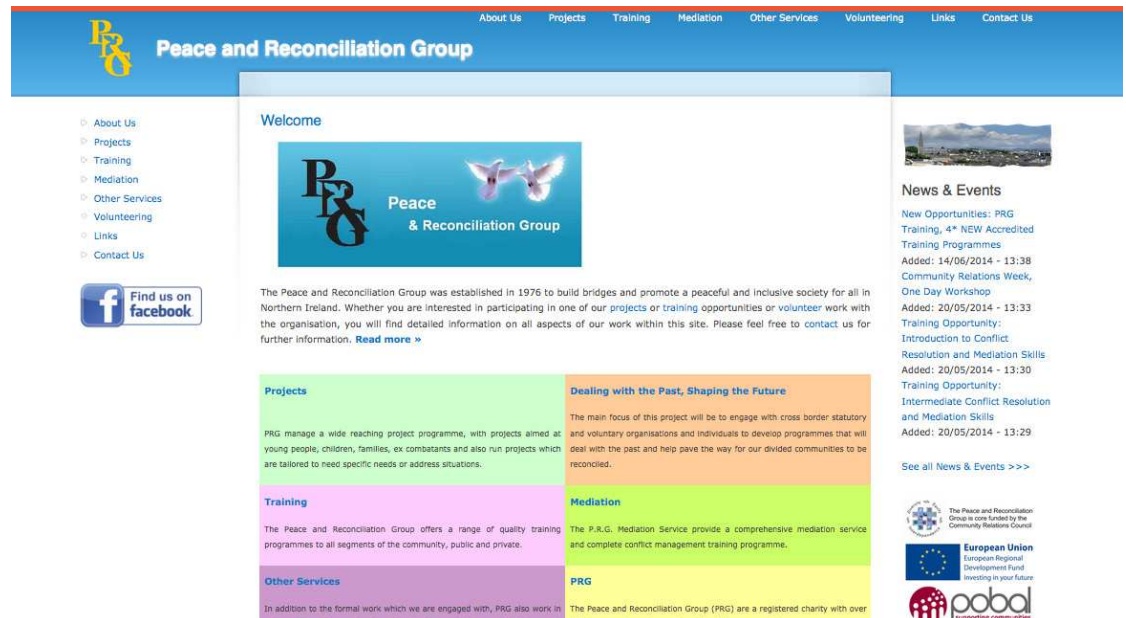 About Us Projects Training Mediation Other Services Volunteering Links Contact Us
PRG
Peace and Reconciliation Group
About Us
Projects
Training
Mediation
Other Services
Volunteering
Links
Contact Us
Find us on
facebook
Welcome
PRG
Peace
& Reconciliation Group
The Peace and Reconciliation Group was established in 1976 to build bridges and promote a peaceful and inclusive society for all in
Northern Ireland. Whether you are interested in participating in one of our projects or training opportunities or volunteer work with
the organisation, you will find detailed information on all aspects of our work within this site. Please feel free to contact us for
further information. Read more »
Projects
PRG manage a wide reaching project programme, with projects aimed at
young people, children, families, ex combatants and also run projects which
are tailored to need specific needs or address situations.
Dealing with the Past, Shaping the Future
The main focus of this project will be to engage with cross border statutory
and voluntary organisations and individuals to develop programmes that will
deal with the past and help pave the way for our divided communities to be
reconciled.
Training
The Peace and Reconciliation Group offers a range of quality training
programmes to all segments of the community, public and private.
Mediation
The P.R.G. Mediation Service provide a comprehensive mediation service
and complete conflict management training programme.
Other Services
In addition to the formal work which we are engaged with, PRG also work in
PRG
The Peace and Reconciliation Group (PRG) are a registered charity with over
News & Events
New Opportunities: PRG
Training, 4* NEW Accredited
Training Programmes
Added: 14/06/2014 - 13:38
Community Relations Week,
One Day Workshop
Added: 20/05/2014 - 13:33
Training Opportunity:
Introduction to Conflict
Resolution and Mediation Skills
Added: 20/05/2014 - 13:30
Training Opportunity:
Intermediate Conflict Resolution
and Mediation Skills
Added: 20/05/2014 - 13:29
See all News & Events >>>
The Peace and Reconciliation
Group is core funded by the
Community Relations Council
European Union
European Regional
Development Fund
Investing in your future
pobal
supporting communities